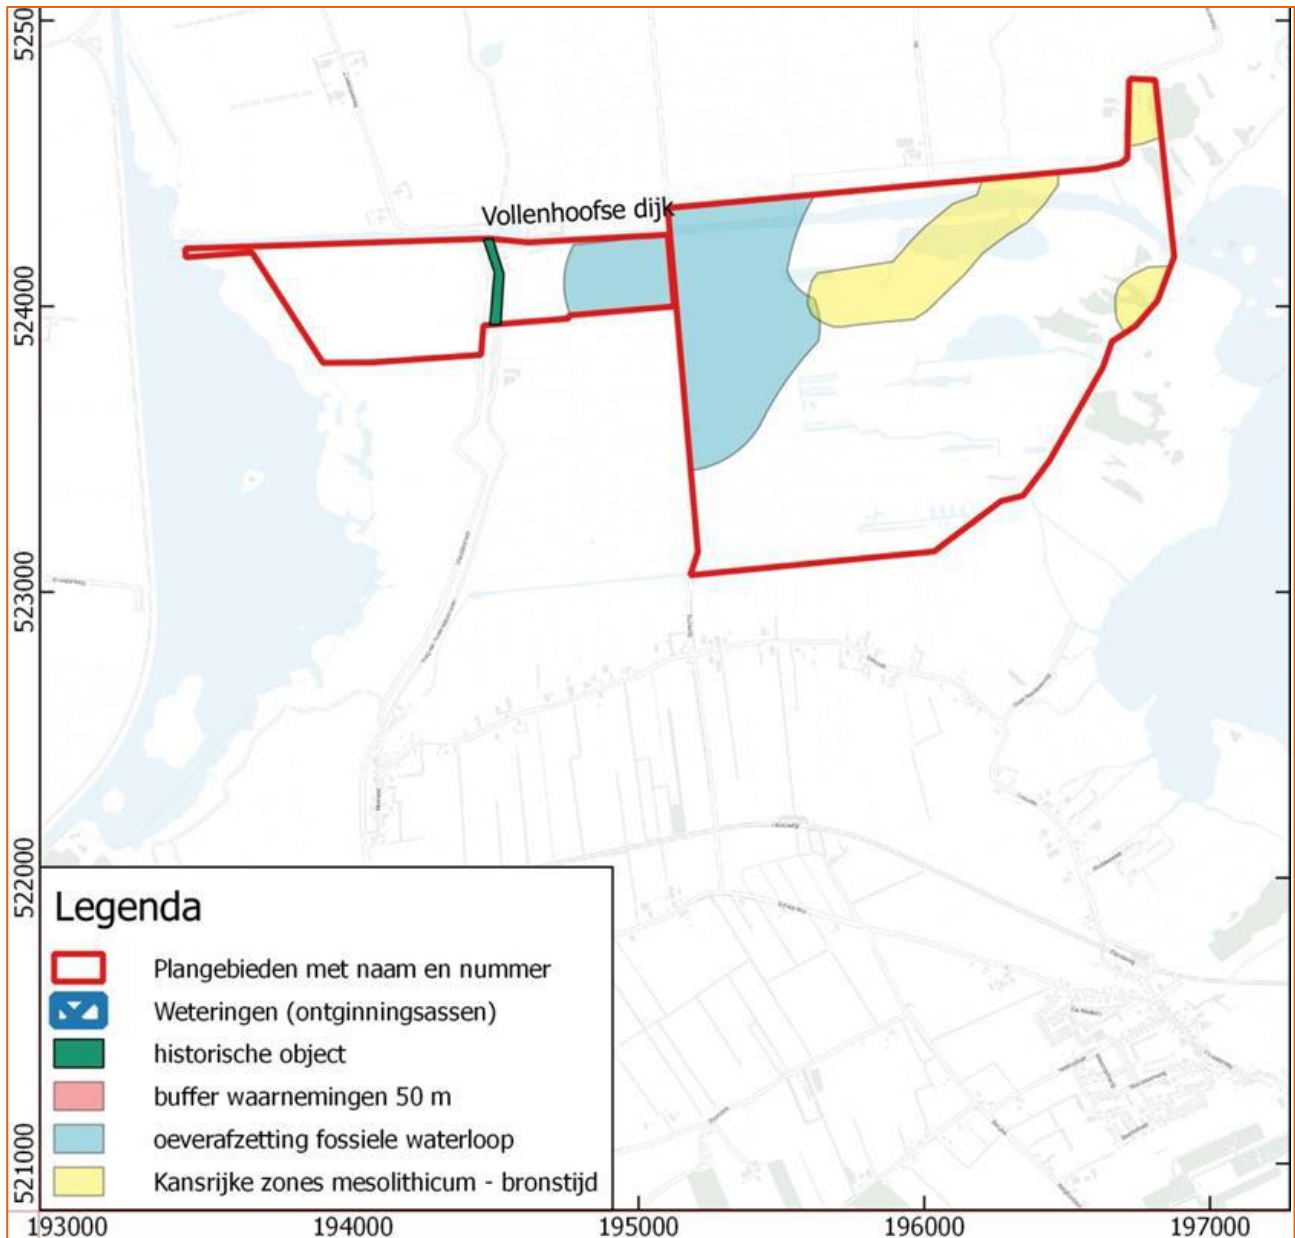 5250
Vollenhoofse dijk
524000
523000
522000
521000
Legenda
Plangebieden met naam en nummer
Weteringen (ontginningsassen)
historische object
buffer waarnemingen 50 m
oeverafzetting fossiele waterloop
Kansrijke zones mesolithicum - bronstijd
193000 194000 195000 196000 197000